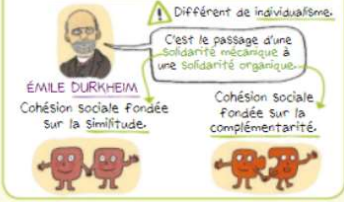 Différent de individualisme.
C'est le passage d'une
solidarité mécanique à
une solidarité organique.
ÉMILE DURKHEIM
Cohésion sociale fondée
sur la similitude.
Cohésion sociale
fondée sur la
complémentarité.